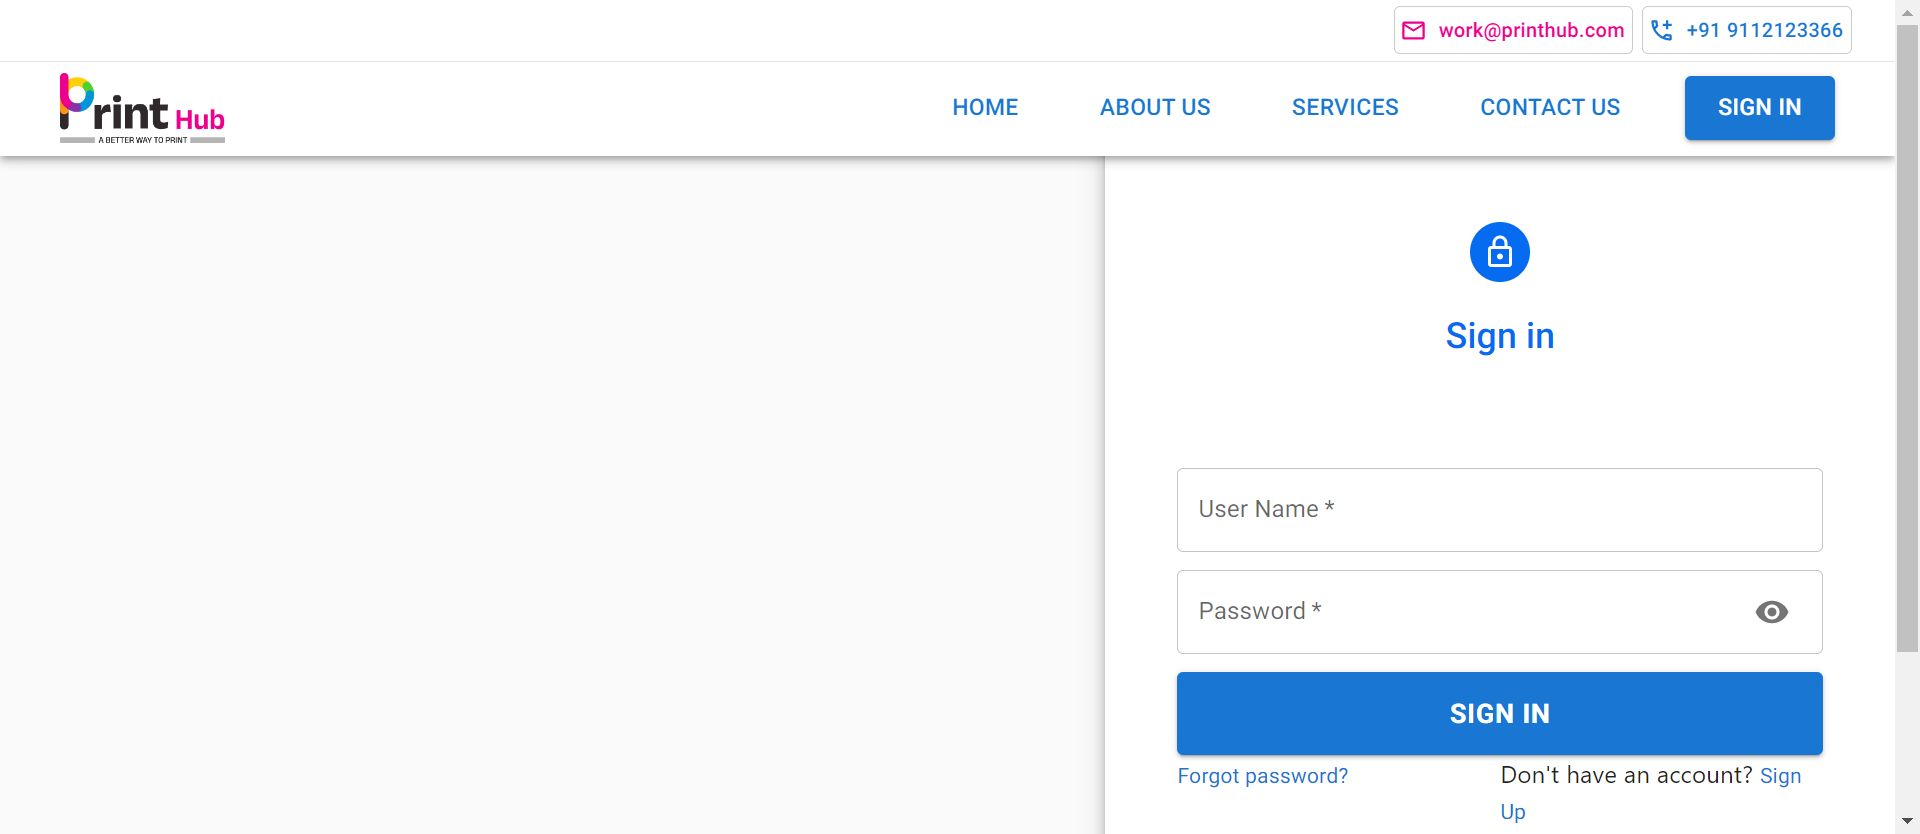 work@printhub.com
+91 9112123366
Print Hub
A BETTER WAY TO PRINT
HOME
ABOUT US
SERVICES
CONTACT US
SIGN IN
Sign in
User Name *
Password *
SIGN IN
Forgot password?
Don't have an account? Sign
Up